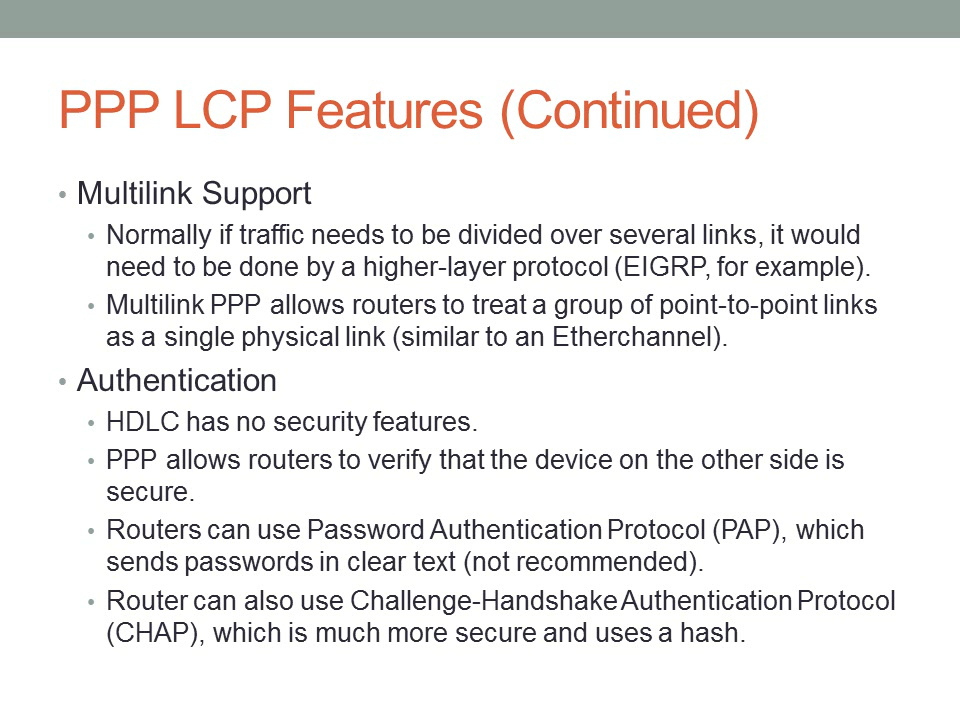 PPP LCP Features (Continued)
• Multilink Support
• Normally if traffic needs to be divided over several links, it would
need to be done by a higher-layer protocol (EIGRP, for example).
• Multilink PPP allows routers to treat a group of point-to-point links
as a single physical link (similar to an Etherchannel).
• Authentication
• HDLC has no security features.
• PPP allows routers to verify that the device on the other side is
secure.
• Routers can use Password Authentication Protocol (PAP), which
sends passwords in clear text (not recommended).
• Router can also use Challenge-Handshake Authentication Protocol
(CHAP), which is much more secure and uses a hash.